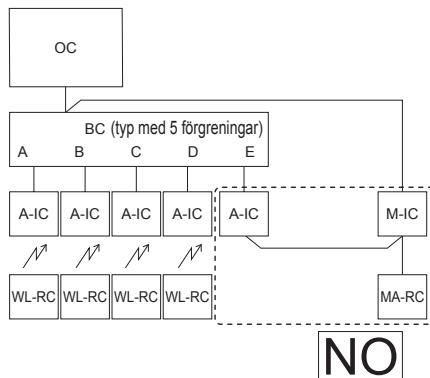 OC
BC (typ med 5 förgreningar)
A B C D E
A-IC A-IC A-IC A-IC A-IC M-IC
WL-RC WL-RC WL-RC WL-RC MA-RC
NO